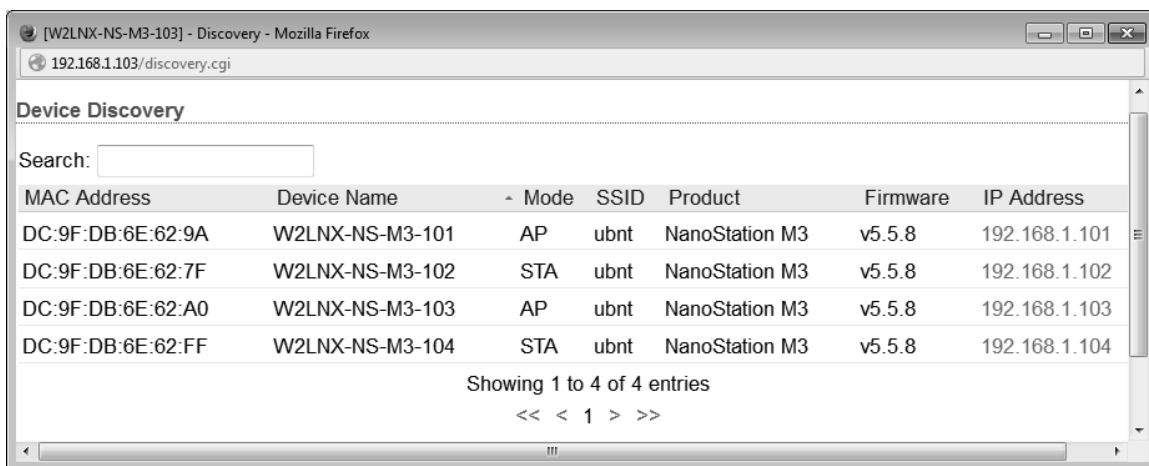 [W2LNX-NS-M3-103] - Discovery - Mozilla Firefox
192.168.1.103/discovery.cgi
Device Discovery
Search:
MAC Address Device Name Mode SSID Product Firmware IP Address
DC:9F:DB:6E:62:9A W2LNX-NS-M3-101 AP ubnt NanoStation M3 v5.5.8 192.168.1.101
DC:9F:DB:6E:62:7F W2LNX-NS-M3-102 STA ubnt NanoStation M3 v5.5.8 192.168.1.102
DC:9F:DB:6E:62:A0 W2LNX-NS-M3-103 AP ubnt NanoStation M3 v5.5.8 192.168.1.103
DC:9F:DB:6E:62:FF W2LNX-NS-M3-104 STA ubnt NanoStation M3 v5.5.8 192.168.1.104
Showing 1 to 4 of 4 entries
<< < 1 > >>